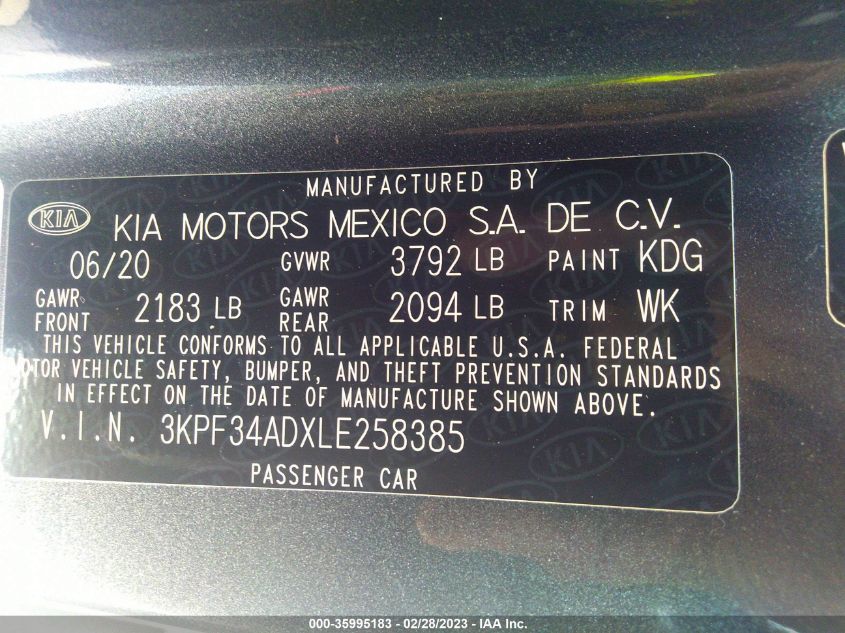 MANUFACTURED BY
KIA KIA MOTORS MEXICO S.A. DE C.V.
06/20 GVWR 3792 LB PAINT KDG
GAWR FRONT 2183 LB GAWR REAR 2094 LB TRIM WK
THIS VEHICLE CONFORMS TO ALL APPLICABLE U.S.A. FEDERAL
MOTOR VEHICLE SAFETY, BUMPER, AND THEFT PREVENTION STANDARDS
IN EFFECT ON THE DATE OF MANUFACTURE SHOWN ABOVE.
V.I.N. 3KPF34ADXLE258385
PASSENGER CAR
000-35995183 - 02/28/2023 - IAA Inc.